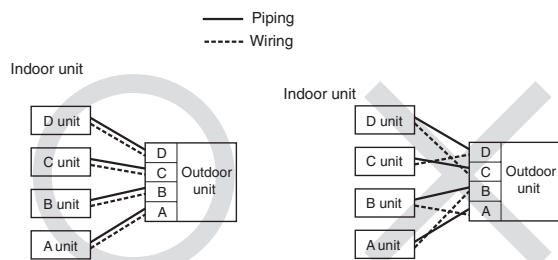 Piping
Wiring
Indoor unit
D unit
C unit
B unit
A unit
D
C
B
A
Outdoor
unit
Indoor unit
D unit
C unit
B unit
A unit
D
C
B
A
Outdoor
unit